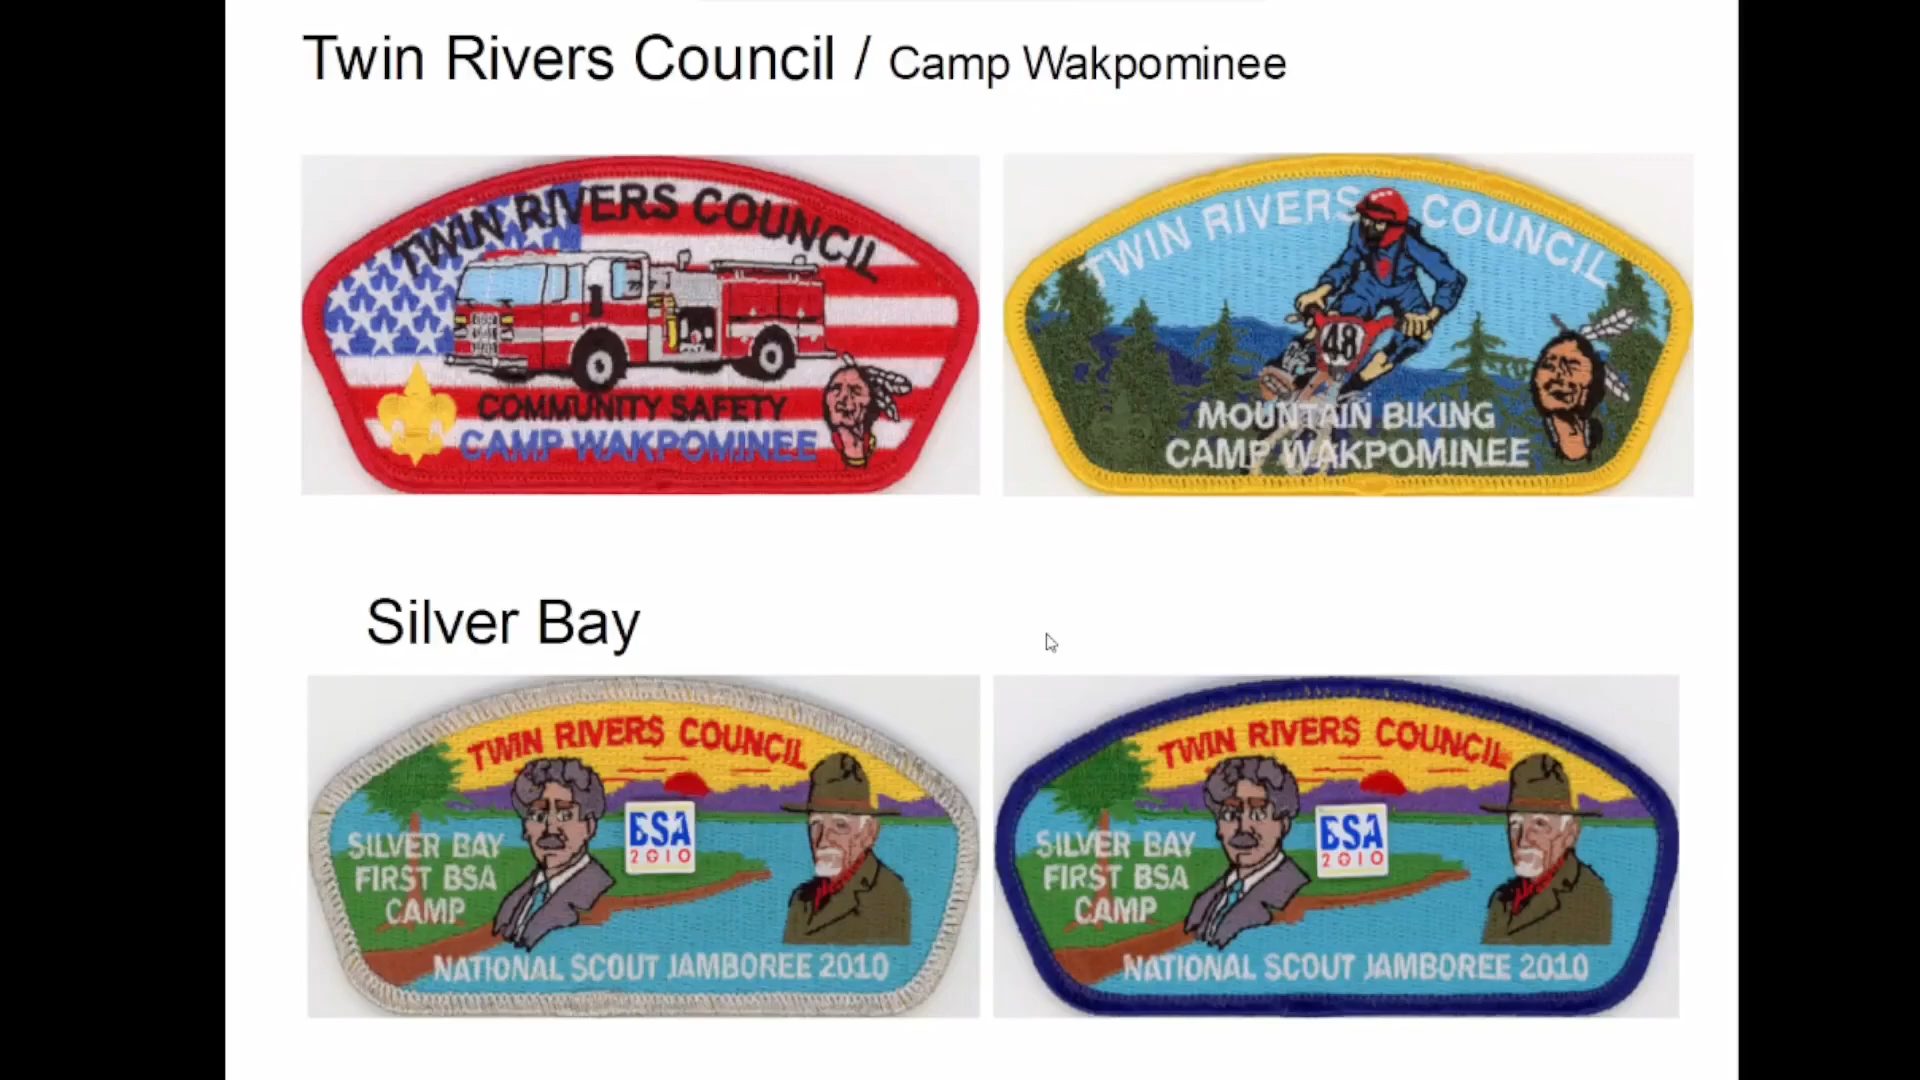 Twin Rivers Council / Camp Wakpominee
TWIN RIVERS COUNCIL
COMMUNITY SAFETY
CAMP WAKPOMINEE
TWIN RIVERS COUNCIL
48
MOUNTAIN BIKING
CAMP WAKPOMINEE
Silver Bay
TWIN RIVERS COUNCIL
BSA
2010
SILVER BAY
FIRST BSA
CAMP
NATIONAL SCOUT JAMBOREE 2010
TWIN RIVERS COUNCIL
BSA
2010
SILVER BAY
FIRST BSA
CAMP
NATIONAL SCOUT JAMBOREE 2010